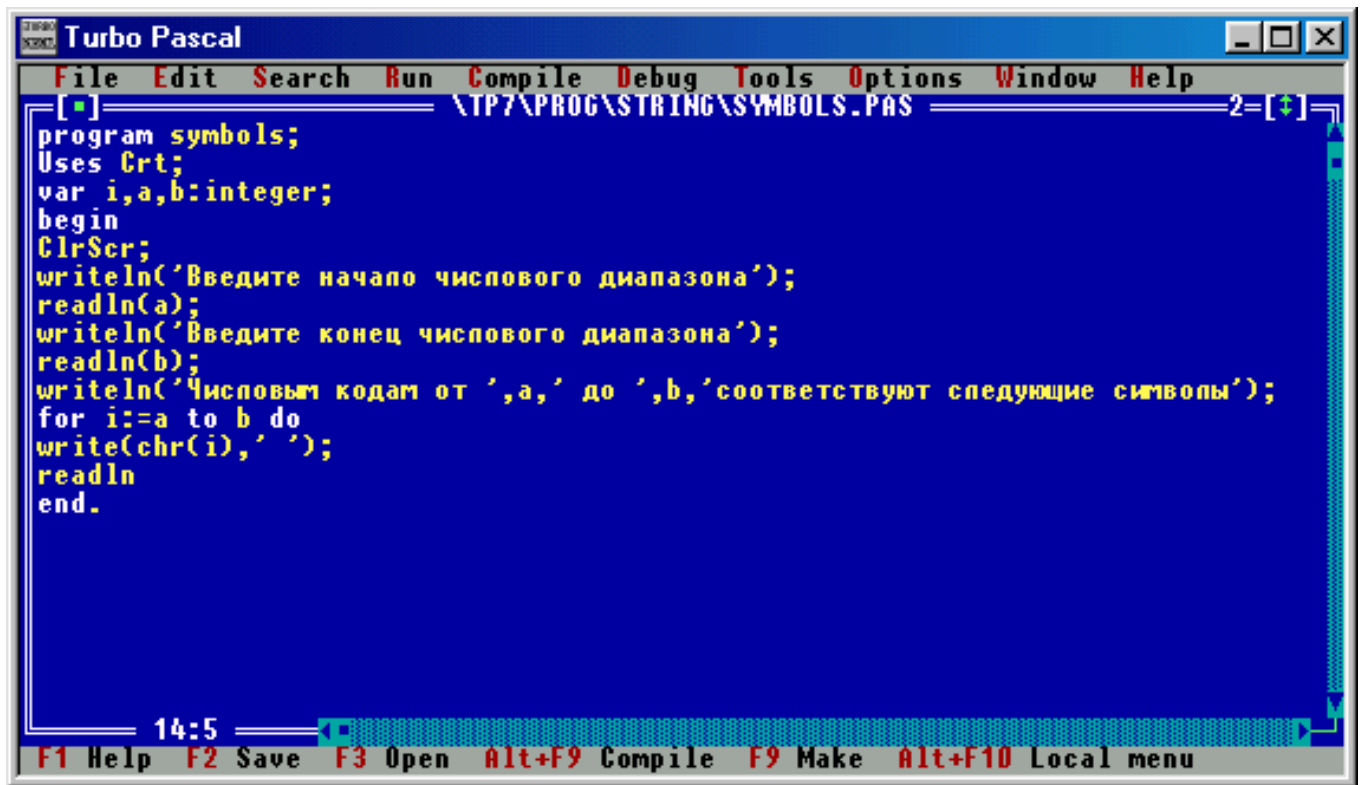 Turbo Pascal
File Edit Search Run Compile Debug Tools Options Window Help
\TP7\PROG\STRING\SYMBOLS.PAS 2=[↕]
program symbols;
Uses Crt;
var i,a,b:integer;
begin
ClrScr;
writeln('Введите начало числового диапазона');
readln(a);
writeln('Введите конец числового диапазона');
readln(b);
writeln('Числовым кодам от ',a,' до ',b,'соответствуют следующие символы');
for i:=a to b do
write(chr(i),' ');
readln
end.
14:5
F1 Help F2 Save F3 Open Alt+F9 Compile F9 Make Alt+F10 Local menu